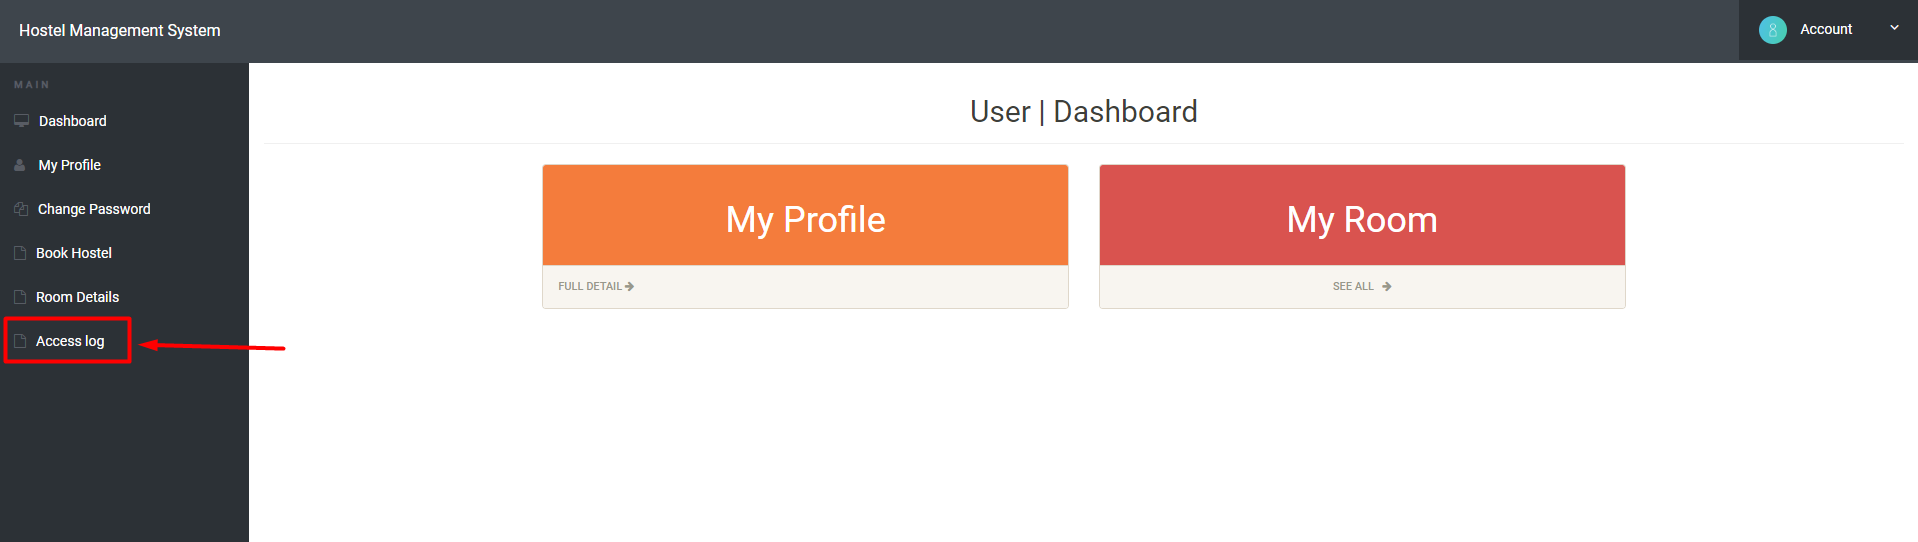 Hostel Management System
Account
MAIN
Dashboard
My Profile
Change Password
Book Hostel
Room Details
Access log
User | Dashboard
My Profile
FULL DETAIL
My Room
SEE ALL